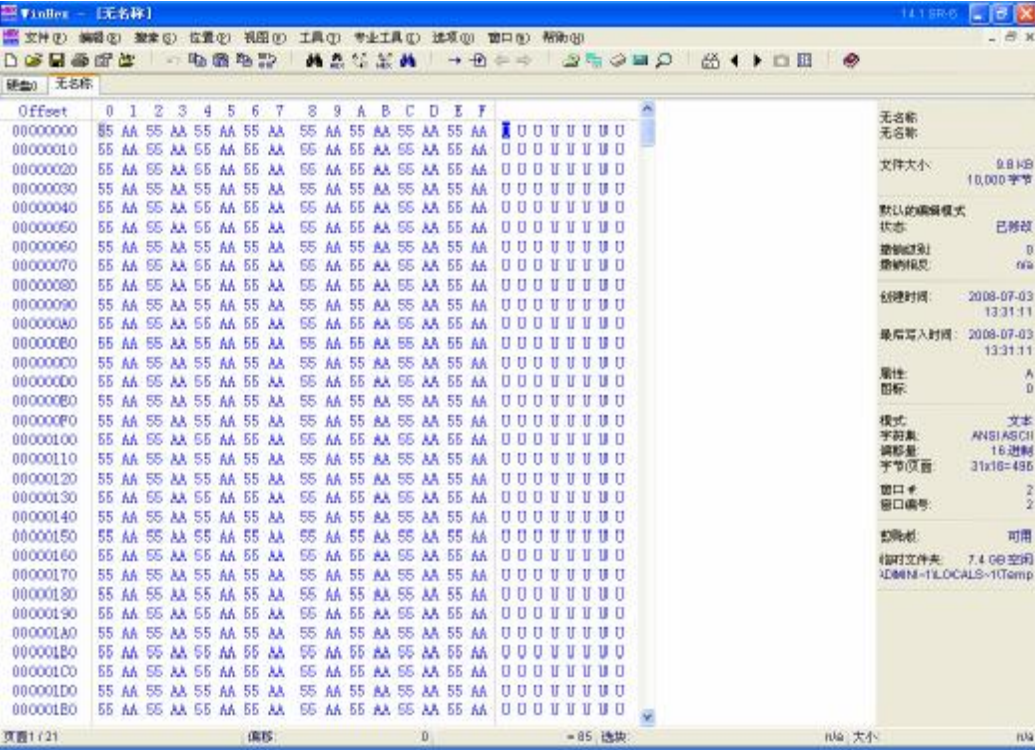 WinHex - [无名称]
14.1 SR-6
文件(F) 编辑(E) 搜索(S) 位置(P) 视图(V) 工具(T) 专业工具(I) 选项(O) 窗口(W) 帮助(H)
硬盘0 无名称
Offset 0 1 2 3 4 5 6 7 8 9 A B C D E F
00000000 55 AA 55 AA 55 AA 55 AA 55 AA 55 AA 55 AA 55 AA U U U U U U U
00000010 55 AA 55 AA 55 AA 55 AA 55 AA 55 AA 55 AA 55 AA U U U U U U U U
00000020 55 AA 55 AA 55 AA 55 AA 55 AA 55 AA 55 AA 55 AA U U U U U U U U
00000030 55 AA 55 AA 55 AA 55 AA 55 AA 55 AA 55 AA 55 AA U U U U U U U U
00000040 55 AA 55 AA 55 AA 55 AA 55 AA 55 AA 55 AA 55 AA U U U U U U U U
00000050 55 AA 55 AA 55 AA 55 AA 55 AA 55 AA 55 AA 55 AA U U U U U U U U
00000060 55 AA 55 AA 55 AA 55 AA 55 AA 55 AA 55 AA 55 AA U U U U U U U U
00000070 55 AA 55 AA 55 AA 55 AA 55 AA 55 AA 55 AA 55 AA U U U U U U U U
00000080 55 AA 55 AA 55 AA 55 AA 55 AA 55 AA 55 AA 55 AA U U U U U U U U
00000090 55 AA 55 AA 55 AA 55 AA 55 AA 55 AA 55 AA 55 AA U U U U U U U U
000000A0 55 AA 55 AA 55 AA 55 AA 55 AA 55 AA 55 AA 55 AA U U U U U U U U
000000B0 55 AA 55 AA 55 AA 55 AA 55 AA 55 AA 55 AA 55 AA U U U U U U U U
000000C0 55 AA 55 AA 55 AA 55 AA 55 AA 55 AA 55 AA 55 AA U U U U U U U U
000000D0 55 AA 55 AA 55 AA 55 AA 55 AA 55 AA 55 AA 55 AA U U U U U U U U
000000E0 55 AA 55 AA 55 AA 55 AA 55 AA 55 AA 55 AA 55 AA U U U U U U U U
000000F0 55 AA 55 AA 55 AA 55 AA 55 AA 55 AA 55 AA 55 AA U U U U U U U U
00000100 55 AA 55 AA 55 AA 55 AA 55 AA 55 AA 55 AA 55 AA U U U U U U U U
00000110 55 AA 55 AA 55 AA 55 AA 55 AA 55 AA 55 AA 55 AA U U U U U U U U
00000120 55 AA 55 AA 55 AA 55 AA 55 AA 55 AA 55 AA 55 AA U U U U U U U U
00000130 55 AA 55 AA 55 AA 55 AA 55 AA 55 AA 55 AA 55 AA U U U U U U U U
00000140 55 AA 55 AA 55 AA 55 AA 55 AA 55 AA 55 AA 55 AA U U U U U U U U
00000150 55 AA 55 AA 55 AA 55 AA 55 AA 55 AA 55 AA 55 AA U U U U U U U U
00000160 55 AA 55 AA 55 AA 55 AA 55 AA 55 AA 55 AA 55 AA U U U U U U U U
00000170 55 AA 55 AA 55 AA 55 AA 55 AA 55 AA 55 AA 55 AA U U U U U U U U
00000180 55 AA 55 AA 55 AA 55 AA 55 AA 55 AA 55 AA 55 AA U U U U U U U U
00000190 55 AA 55 AA 55 AA 55 AA 55 AA 55 AA 55 AA 55 AA U U U U U U U U
000001A0 55 AA 55 AA 55 AA 55 AA 55 AA 55 AA 55 AA 55 AA U U U U U U U U
000001B0 55 AA 55 AA 55 AA 55 AA 55 AA 55 AA 55 AA 55 AA U U U U U U U U
000001C0 55 AA 55 AA 55 AA 55 AA 55 AA 55 AA 55 AA 55 AA U U U U U U U U
000001D0 55 AA 55 AA 55 AA 55 AA 55 AA 55 AA 55 AA 55 AA U U U U U U U U
000001E0 55 AA 55 AA 55 AA 55 AA 55 AA 55 AA 55 AA 55 AA U U U U U U U U
无名称
无名称
文件大小: 9.8 KB
10,000 字节
默认的编辑模式
状态: 已修改
撤销级别: 0
撤销相反: n/a
创建时间: 2008-07-03
13:31:11
最后写入时间: 2008-07-03
13:31:11
属性: A
图标: 0
模式: 文本
字符集: ANSI ASCII
偏移量: 16 进制
字节/页面: 31x16=496
窗口 #: 2
窗口编号: 2
剪贴板: 可用
临时文件夹: 7.4 GB 空闲
\ADMINI~1\LOCALS~1\Temp
页面 1 / 21 偏移: 0 = 85 选块: n/a 大小: n/a